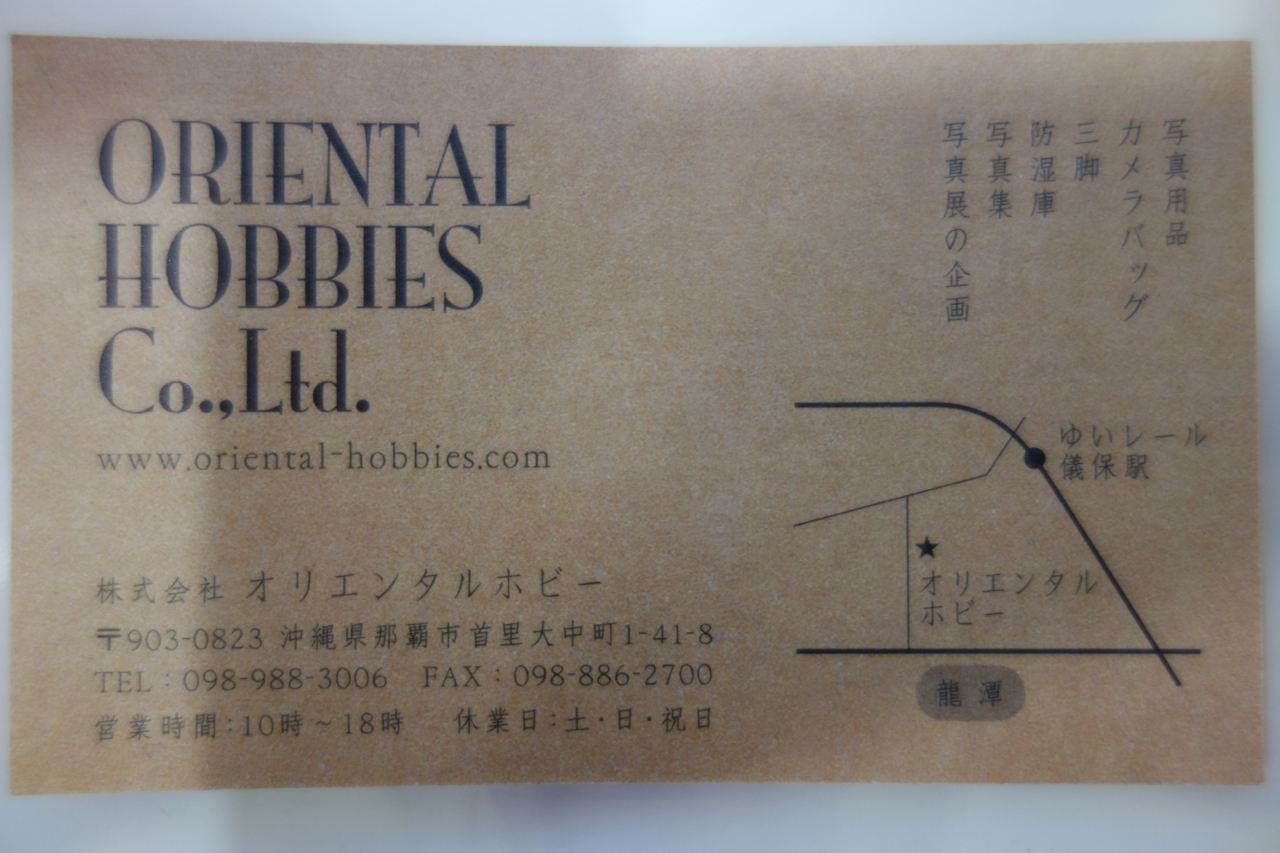 ORIENTAL
HOBBIES
Co.,Ltd.
www.oriental-hobbies.com
株式会社 オリエンタルホビー
〒903-0823 沖縄県那覇市首里大中町1-41-8
TEL：098-988-3006 FAX：098-886-2700
営業時間：10時～18時 休業日：土・日・祝日
写真用品
カメラバッグ
三脚
防湿庫
写真集
写真展の企画
ゆいレール
儀保駅
★
オリエンタル
ホビー
龍潭